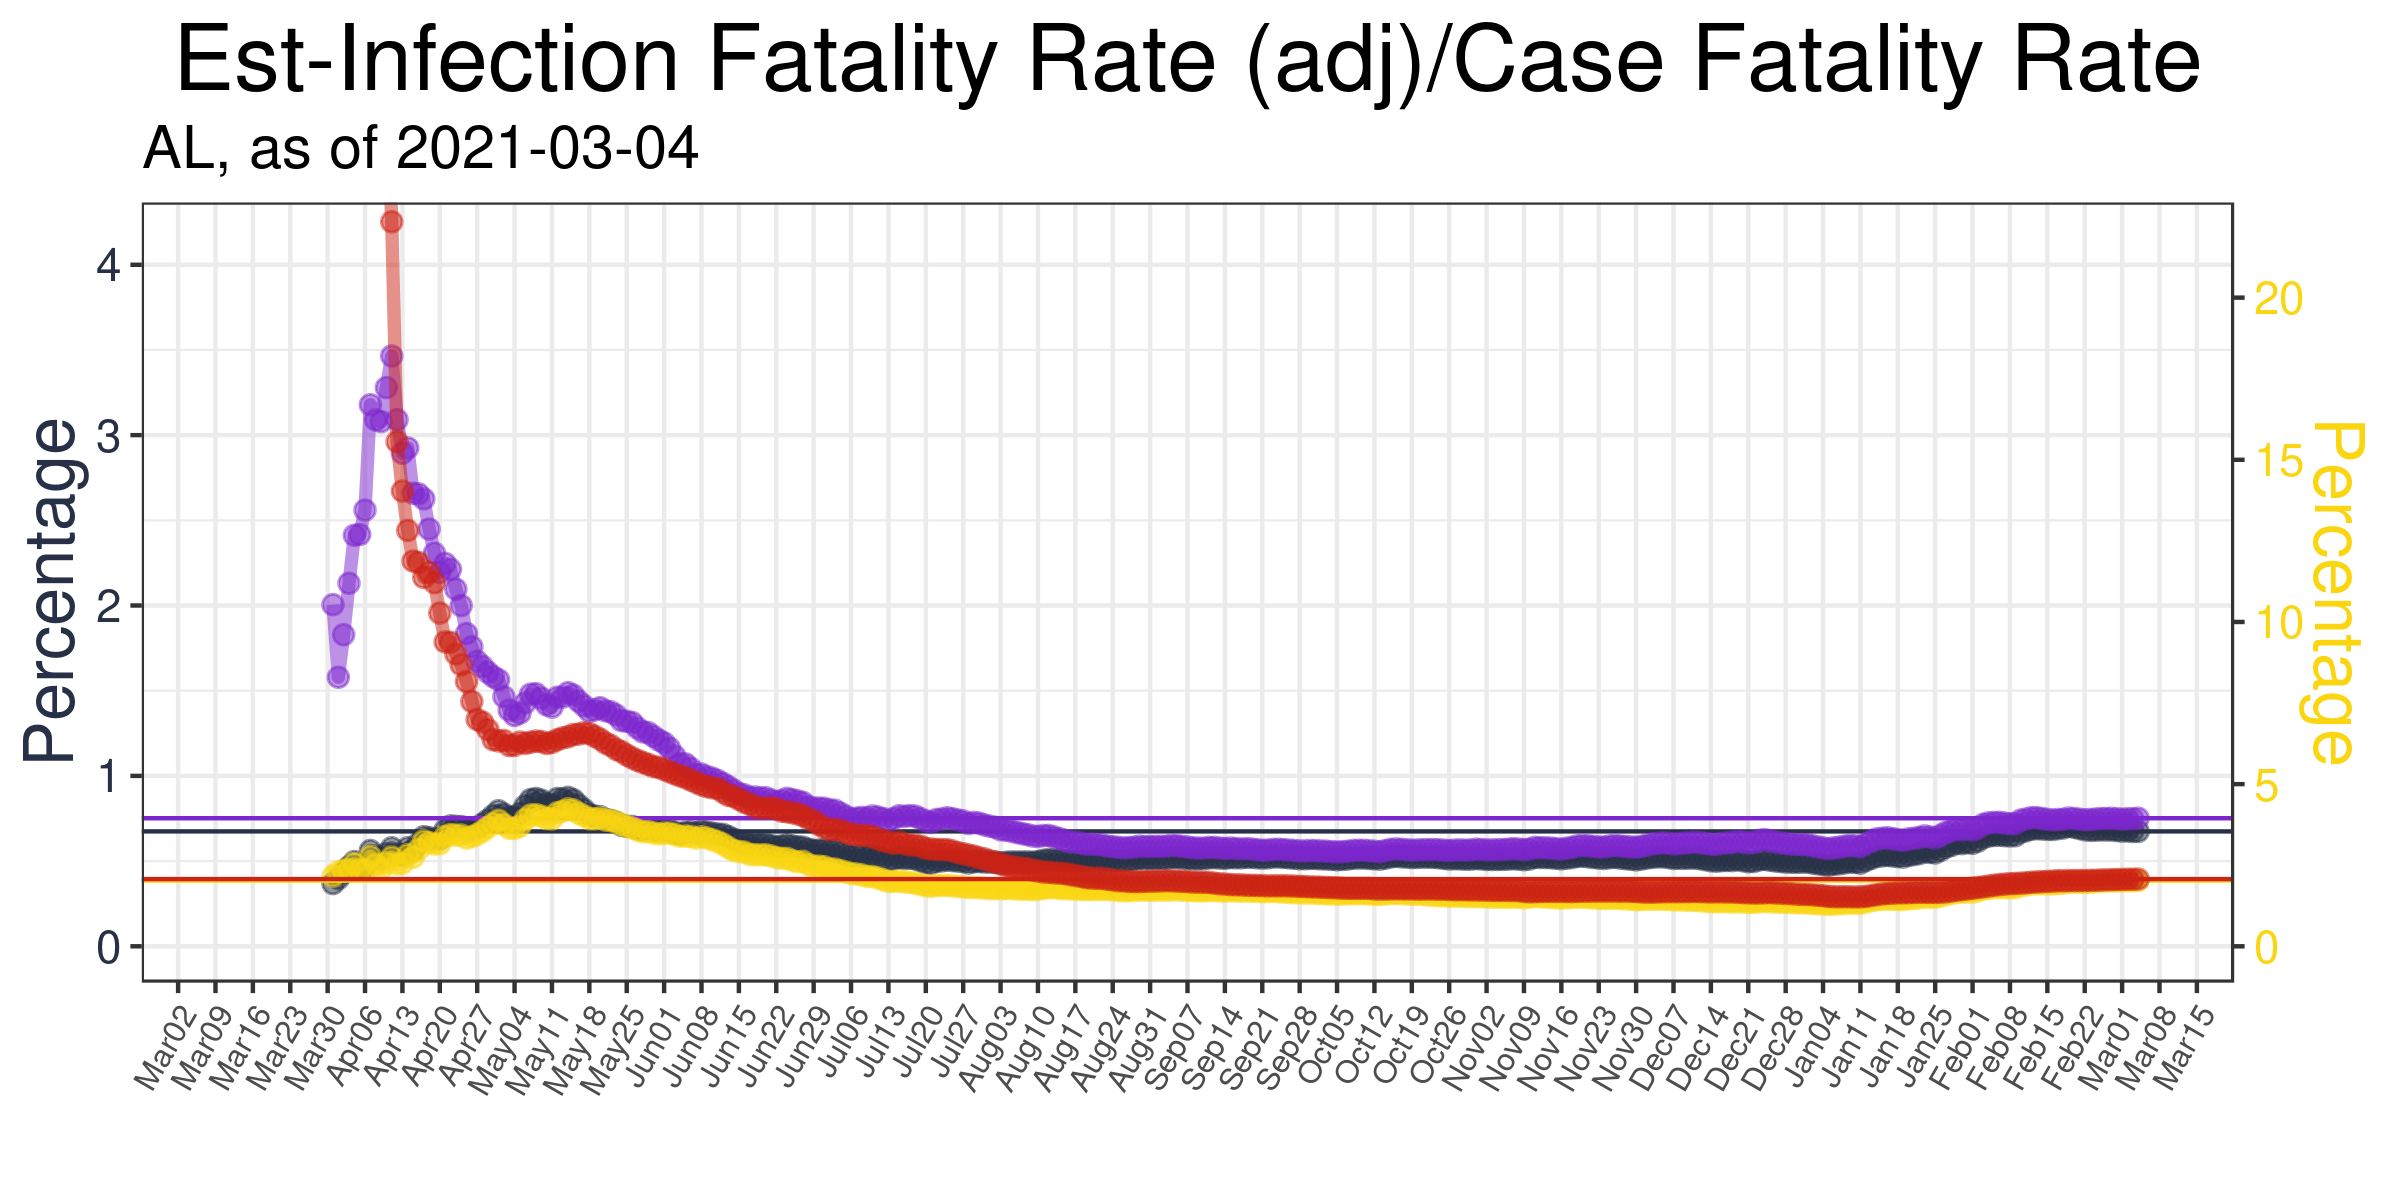 Est-Infection Fatality Rate (adj)/Case Fatality Rate
AL, as of 2021-03-04
Percentage
4
3
2
1
0
20
15
10
5
0
Percentage
Mar02
Mar09
Mar16
Mar23
Mar30
Apr06
Apr13
Apr20
Apr27
May04
May11
May18
May25
Jun01
Jun08
Jun15
Jun22
Jun29
Jul06
Jul13
Jul20
Jul27
Aug03
Aug10
Aug17
Aug24
Aug31
Sep07
Sep14
Sep21
Sep28
Oct05
Oct12
Oct19
Oct26
Nov02
Nov09
Nov16
Nov23
Nov30
Dec07
Dec14
Dec21
Dec28
Jan04
Jan11
Jan18
Jan25
Feb01
Feb08
Feb15
Feb22
Mar01
Mar08
Mar15